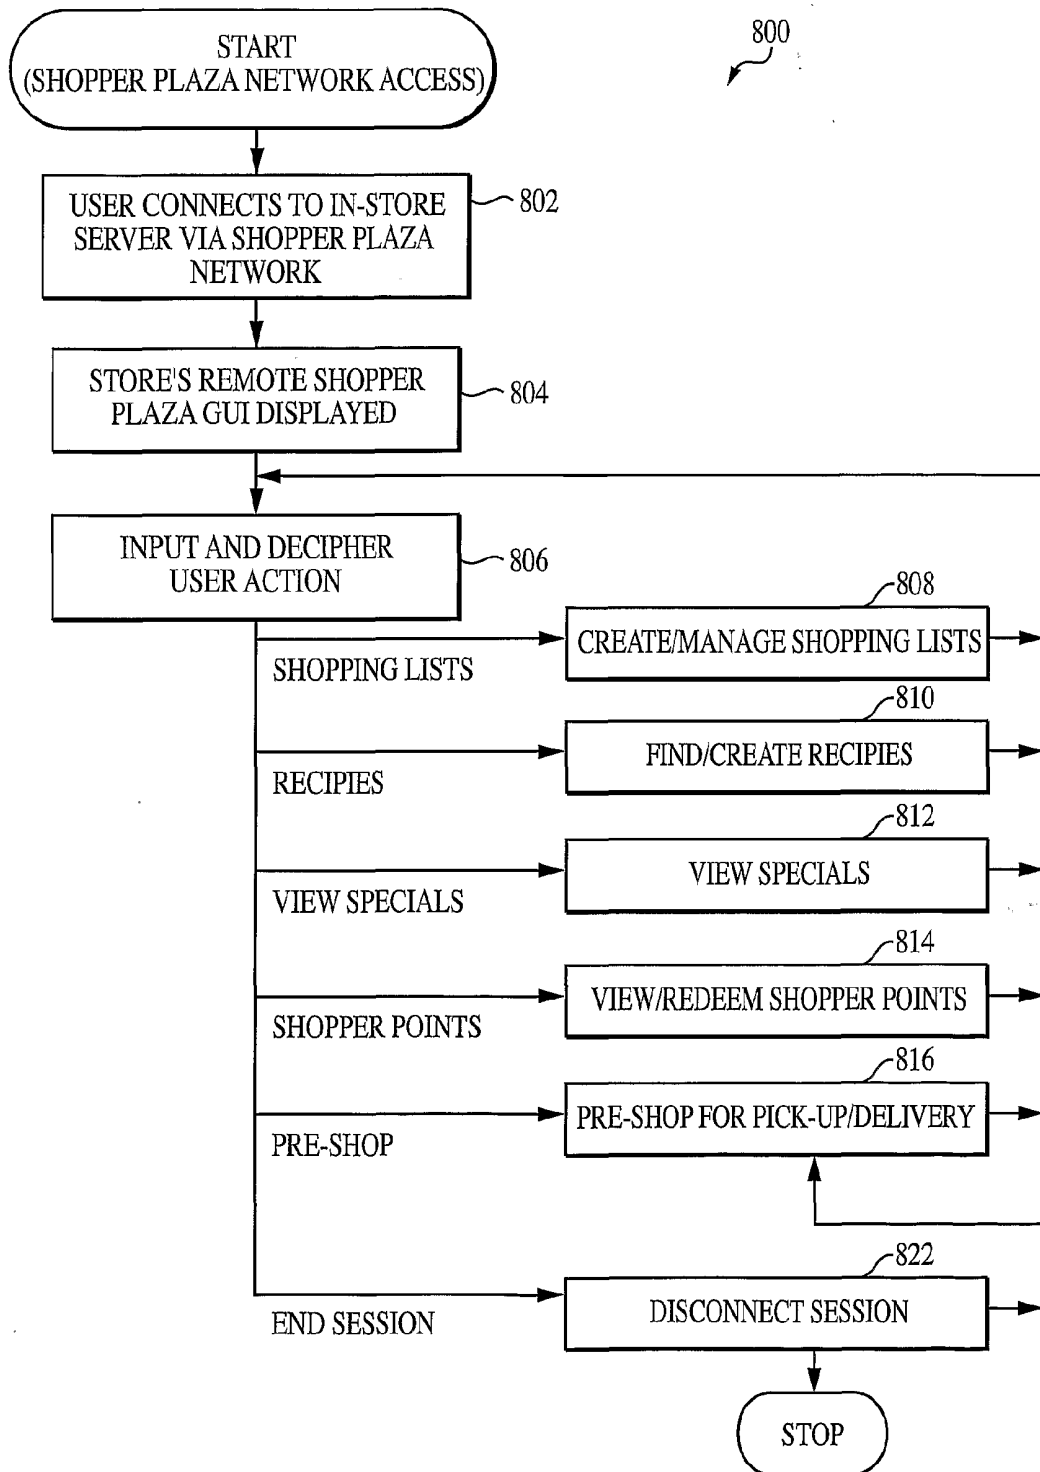 800
START
(SHOPPER PLAZA NETWORK ACCESS)
USER CONNECTS TO IN-STORE
SERVER VIA SHOPPER PLAZA
NETWORK
802
STORE'S REMOTE SHOPPER
PLAZA GUI DISPLAYED
804
INPUT AND DECIPHER
USER ACTION
806
808
SHOPPING LISTS
CREATE/MANAGE SHOPPING LISTS
810
RECIPIES
FIND/CREATE RECIPIES
812
VIEW SPECIALS
VIEW SPECIALS
814
SHOPPER POINTS
VIEW/REDEEM SHOPPER POINTS
816
PRE-SHOP
PRE-SHOP FOR PICK-UP/DELIVERY
822
END SESSION
DISCONNECT SESSION
STOP